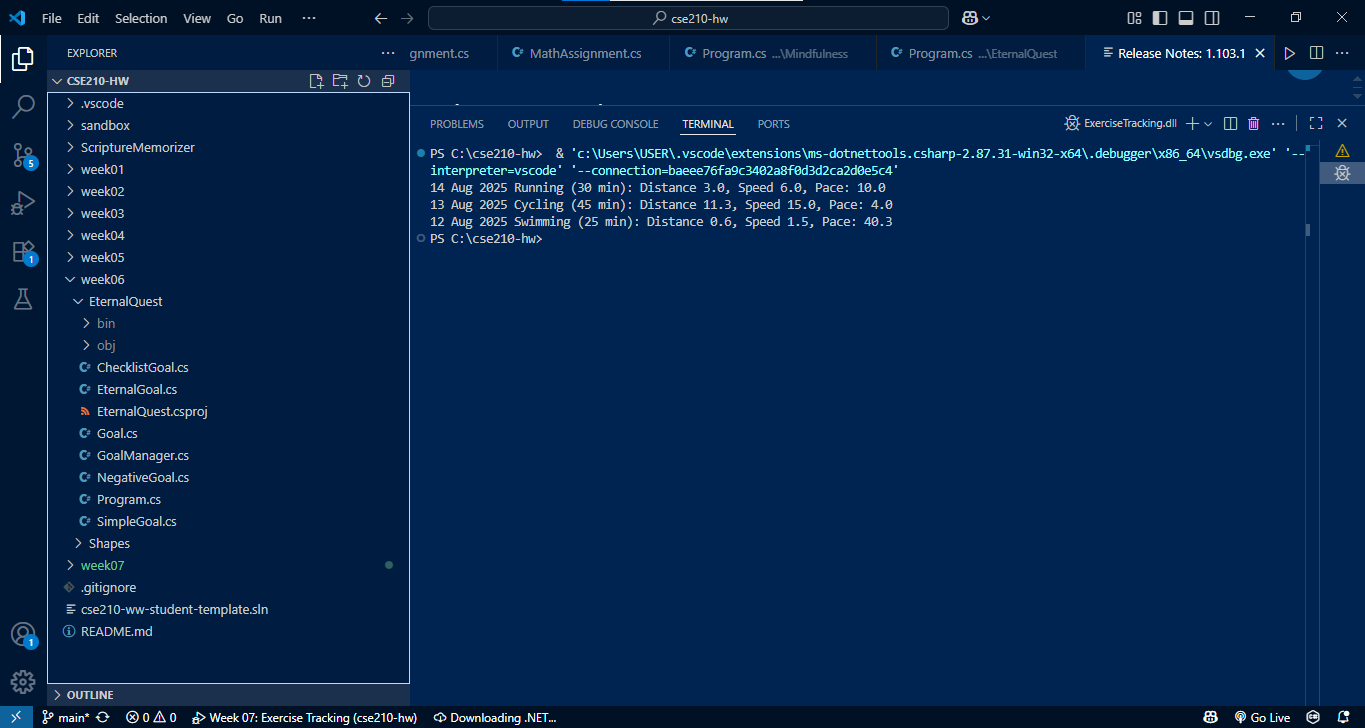 File Edit Selection View Go Run ··· cse210-hw
EXPLORER ···
gnment.cs MathAssignment.cs Program.cs ...\Mindfulness Program.cs ...\EternalQuest Release Notes: 1.103.1
CSE210-HW
.vscode
sandbox
ScriptureMemorizer
week01
week02
week03
week04
week05
week06
EternalQuest
bin
obj
ChecklistGoal.cs
EternalGoal.cs
EternalQuest.csproj
Goal.cs
GoalManager.cs
NegativeGoal.cs
Program.cs
SimpleGoal.cs
Shapes
week07
.gitignore
cse210-ww-student-template.sln
README.md
OUTLINE
5
1
1
PROBLEMS OUTPUT DEBUG CONSOLE TERMINAL PORTS ExerciseTracking.dll
PS C:\cse210-hw> & 'c:\Users\USER\.vscode\extensions\ms-dotnettools.csharp-2.87.31-win32-x64\.debugger\x86_64\vsdbg.exe' '--
interpreter=vscode' '--connection=baeee76fa9c3402a8f0d3d2ca2d0e5c4'
14 Aug 2025 Running (30 min): Distance 3.0, Speed 6.0, Pace: 10.0
13 Aug 2025 Cycling (45 min): Distance 11.3, Speed 15.0, Pace: 4.0
12 Aug 2025 Swimming (25 min): Distance 0.6, Speed 1.5, Pace: 40.3
PS C:\cse210-hw>
main* 0 0 Week 07: Exercise Tracking (cse210-hw) Downloading .NET... Go Live